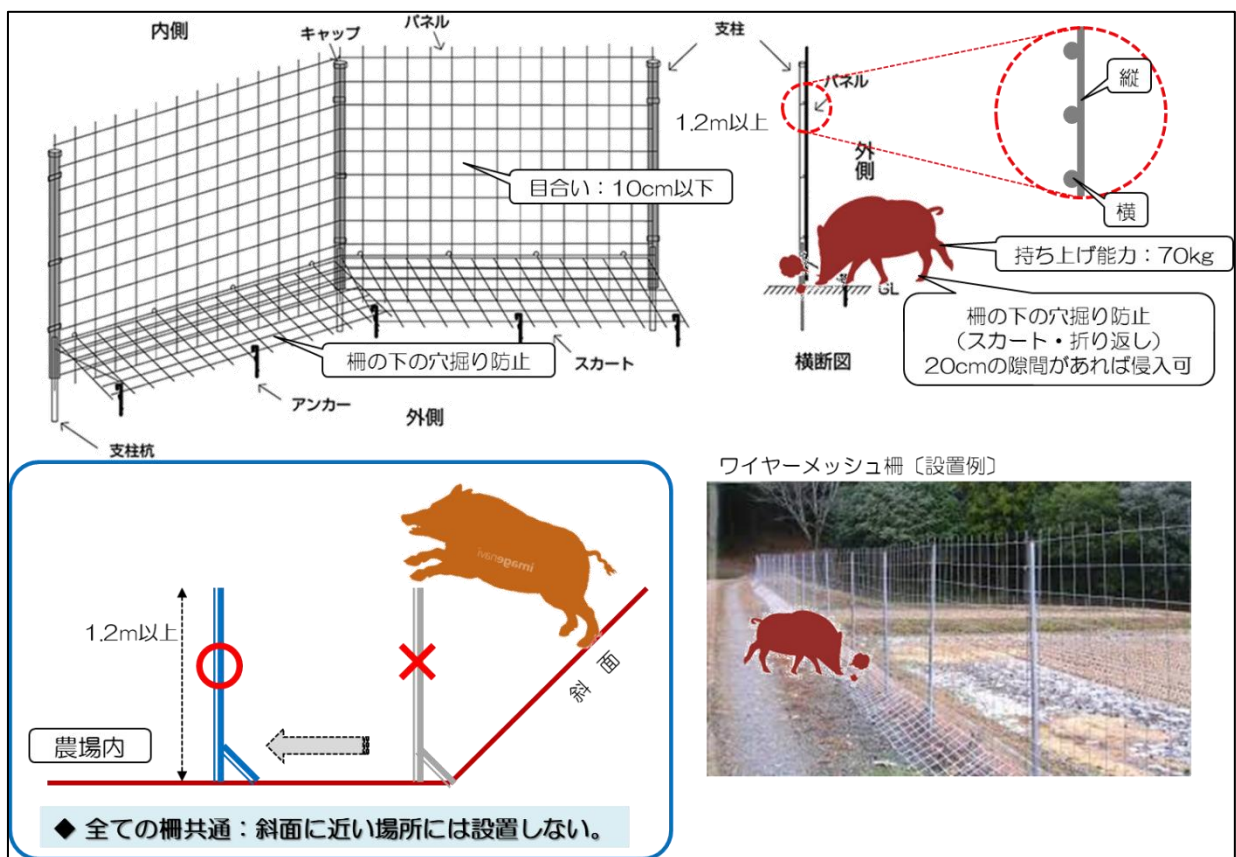 内側
キャップ
パネル
目合い：10cm以下
柵の下の穴掘り防止
スカート
アンカー
外側
支柱杭
支柱
パネル
1.2m以上
外側
縦
横
持ち上げ能力：70kg
GL
柵の下の穴掘り防止
（スカート・折り返し）
20cmの隙間があれば侵入可
横断図
1.2m以上
農場内
斜面
imagenavi
◆ 全ての柵共通：斜面に近い場所には設置しない。
ワイヤーメッシュ柵〔設置例〕